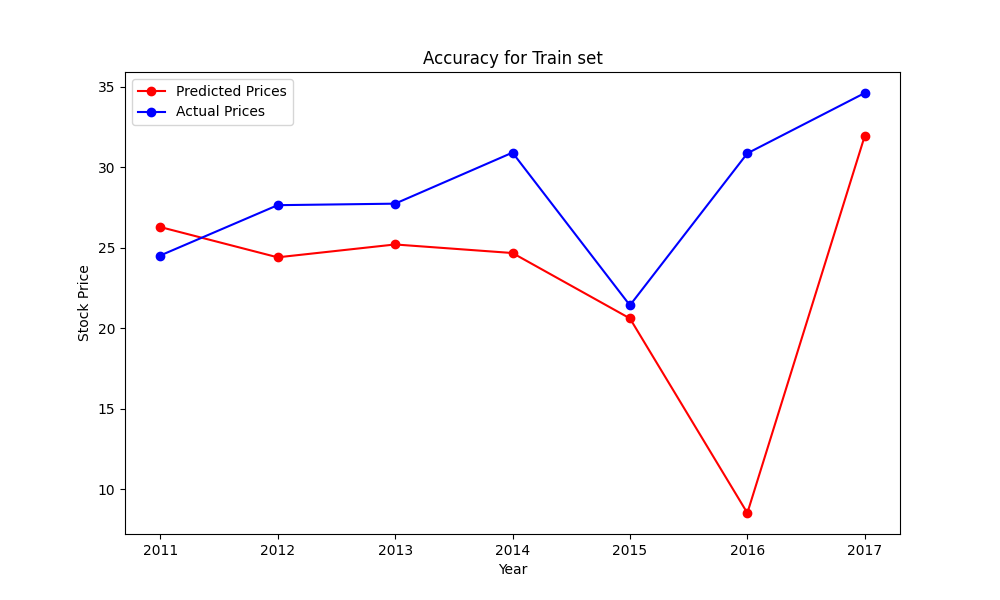 Accuracy for Train set
Predicted Prices
Actual Prices
35
30
25
20
15
10
Stock Price
2011 2012 2013 2014 2015 2016 2017
Year